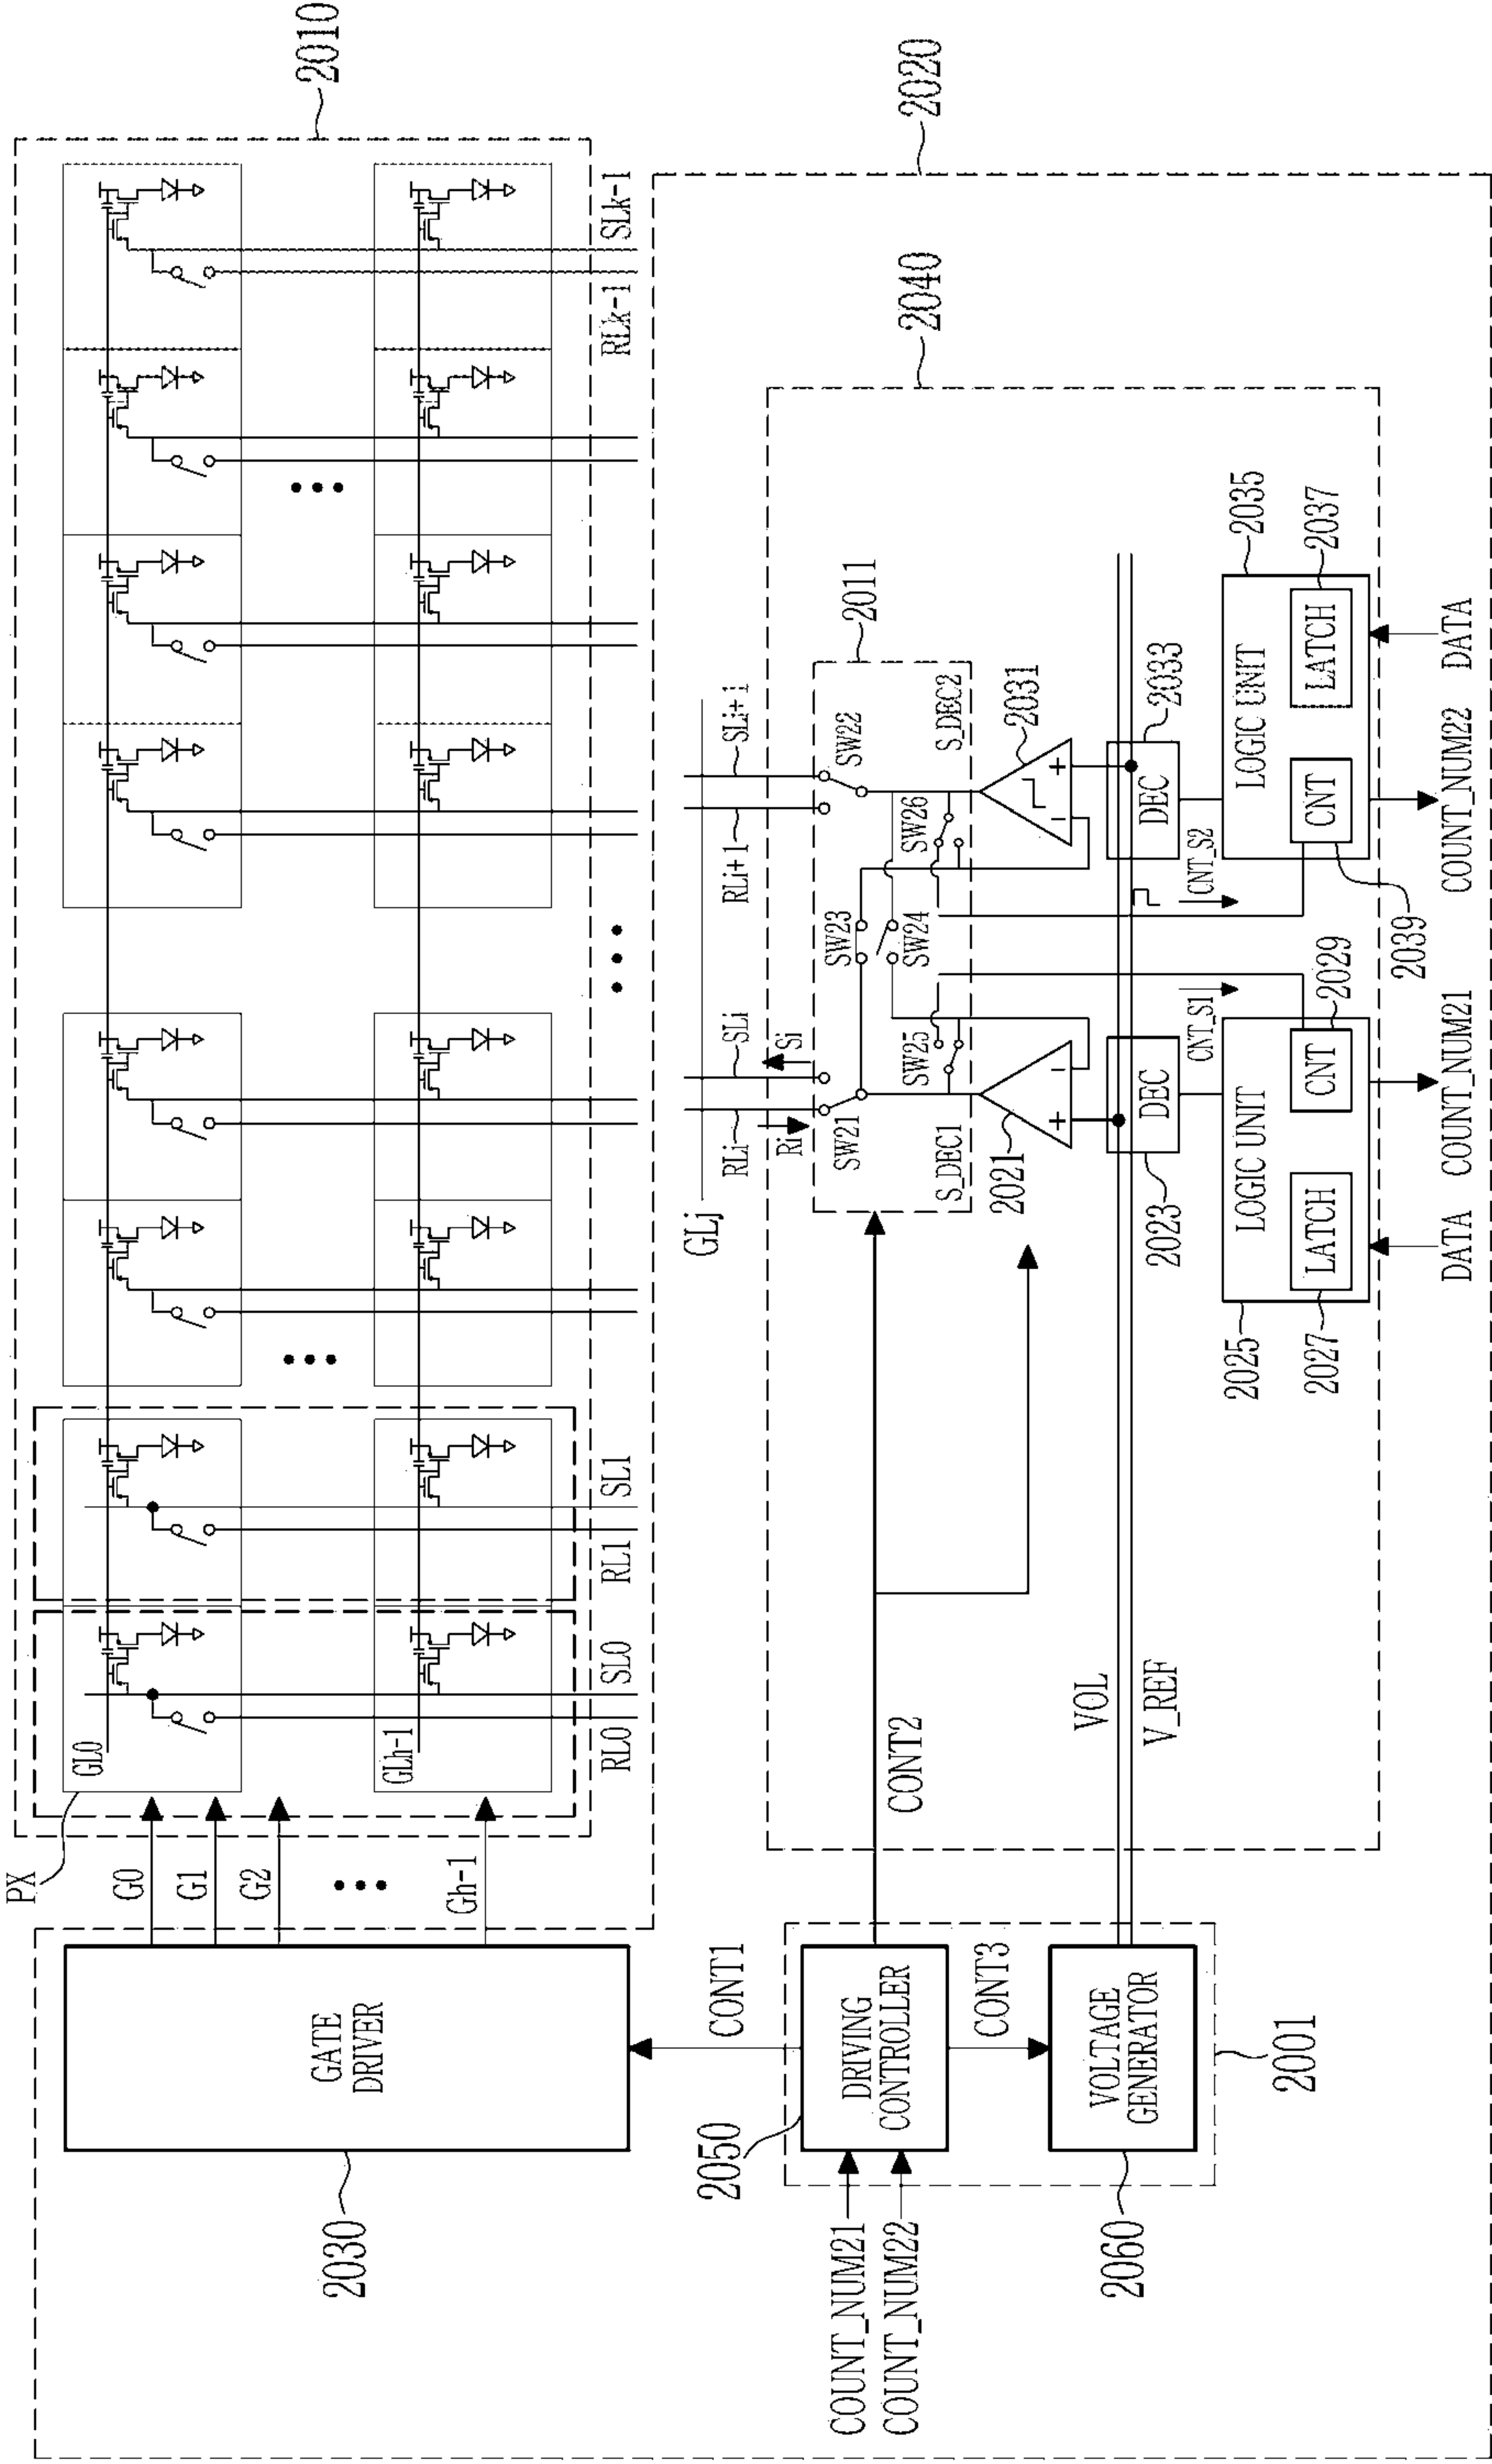 2010
PX
GL0
GLh-1
G0
G1
G2
Gh-1
RL0
SL0
RL1
SL1
RLk-1
SLk-1
GATE
DRIVER
2030
CONT1
2020
2040
DRIVING
CONTROLLER
2050
COUNT_NUM21
COUNT_NUM22
CONT3
CONT2
VOLTAGE
GENERATOR
2060
2001
VOL
V_REF
GLj
RLi
SLi
RLi+1
SLi+1
Ri
Si
2011
SW21
SW22
SW23
SW24
SW25
SW26
S_DEC1
S_DEC2
2021
+
-
2031
-
+
DEC
2023
DEC
2033
CNT_S1
CNT_S2
LOGIC UNIT
LATCH
CNT
2025
2027
2029
LOGIC UNIT
CNT
LATCH
2035
2037
2039
DATA
COUNT_NUM21
COUNT_NUM22
DATA